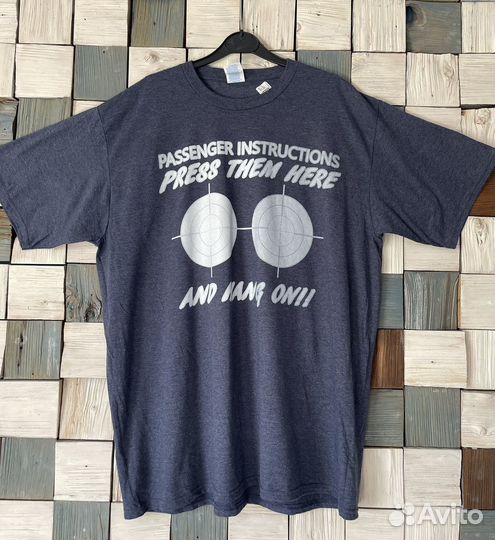 PASSENGER INSTRUCTIONS
PRESS THEM HERE
AND HANG ON!!
Avito